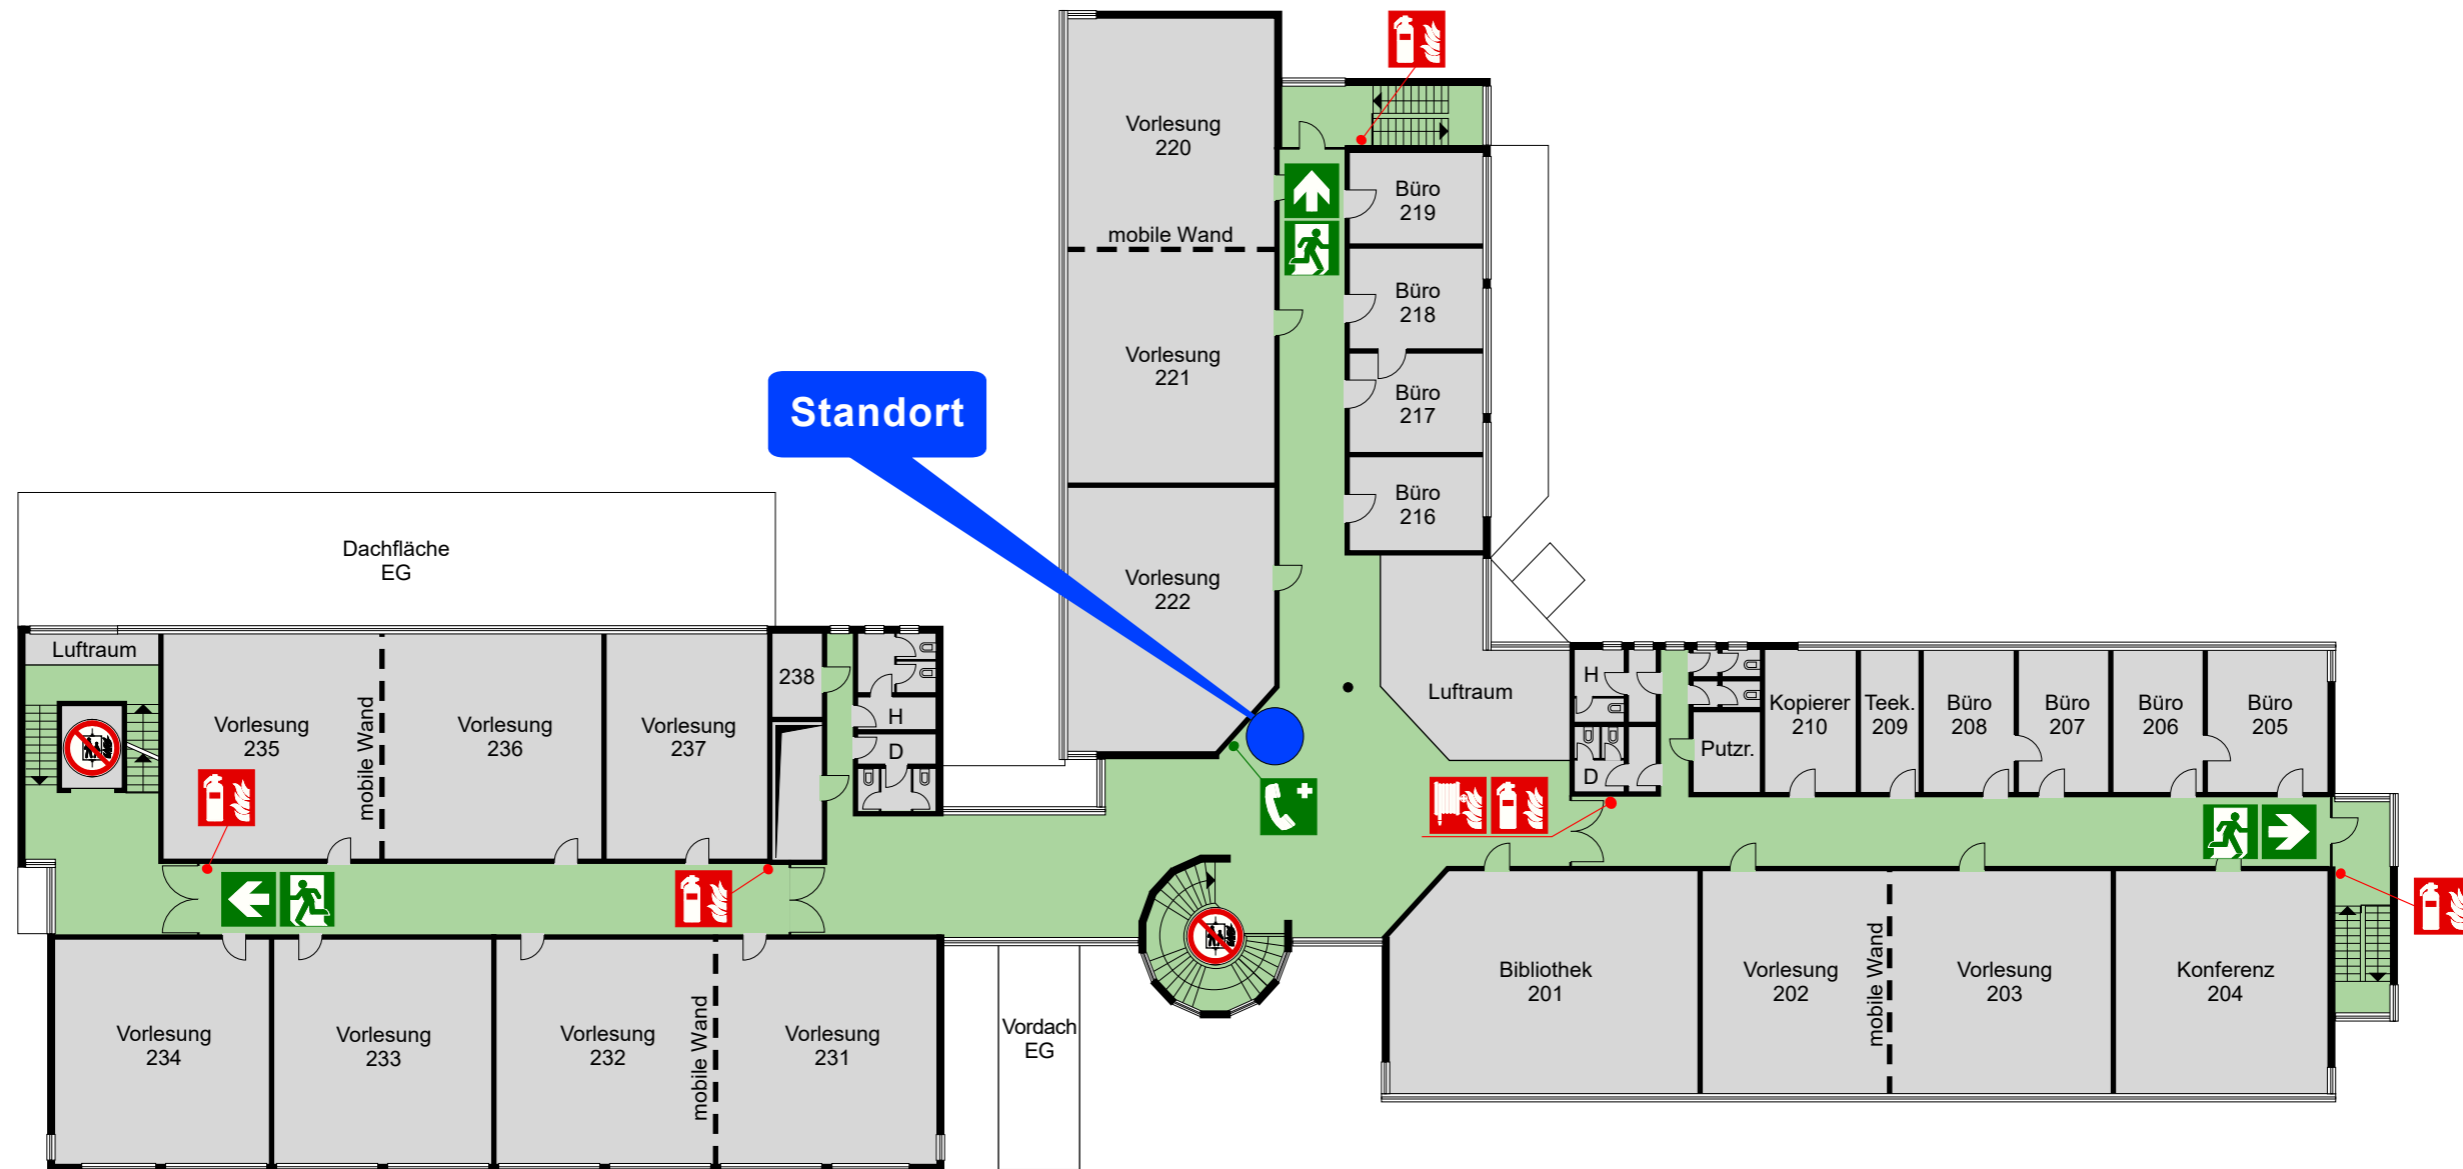 Vorlesung
220
mobile Wand
Vorlesung
221
Vorlesung
222
Büro
219
Büro
218
Büro
217
Büro
216
Standort
Dachfläche
EG
Luftraum
Vorlesung
235
mobile Wand
Vorlesung
236
Vorlesung
237
238
H
D
Luftraum
H
D
Putzr.
Kopierer
210
Teek.
209
Büro
208
Büro
207
Büro
206
Büro
205
Vorlesung
234
Vorlesung
233
Vorlesung
232
mobile Wand
Vorlesung
231
Vordach
EG
Bibliothek
201
Vorlesung
202
mobile Wand
Vorlesung
203
Konferenz
204